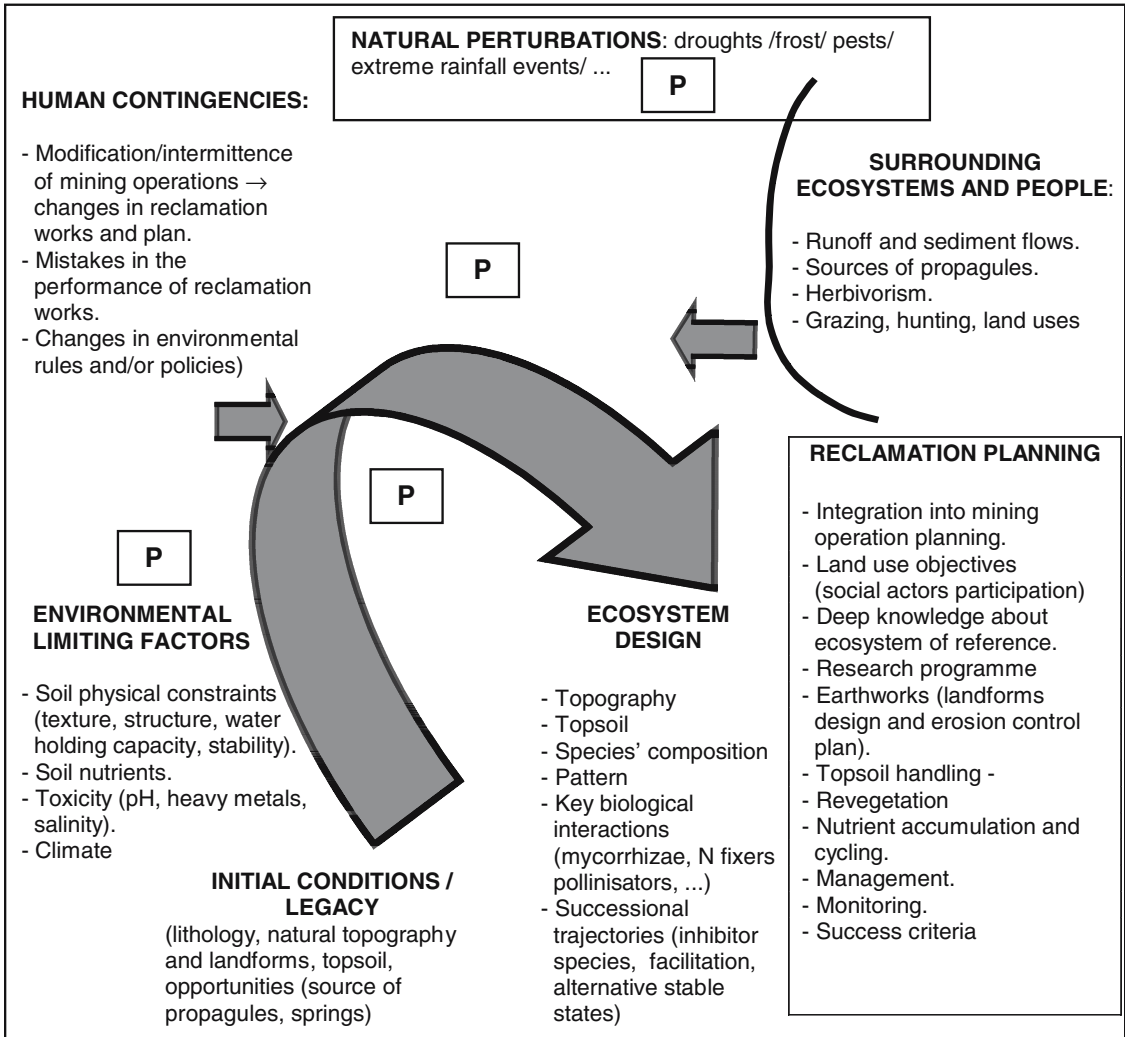 NATURAL PERTURBATIONS: droughts /frost/ pests/
extreme rainfall events/ ...
P
HUMAN CONTINGENCIES:
- Modification/intermittence
of mining operations →
changes in reclamation
works and plan.
- Mistakes in the
performance of reclamation
works.
- Changes in environmental
rules and/or policies)
SURROUNDING
ECOSYSTEMS AND PEOPLE:
- Runoff and sediment flows.
- Sources of propagules.
- Herbivorism.
- Grazing, hunting, land uses
P
P
P
ENVIRONMENTAL
LIMITING FACTORS
- Soil physical constraints
(texture, structure, water
holding capacity, stability).
- Soil nutrients.
- Toxicity (pH, heavy metals,
salinity).
- Climate
INITIAL CONDITIONS /
LEGACY
(lithology, natural topography
and landforms, topsoil,
opportunities (source of
propagules, springs)
ECOSYSTEM
DESIGN
- Topography
- Topsoil
- Species' composition
- Pattern
- Key biological
interactions
(mycorrhizae, N fixers
pollinisators, ...)
- Successional
trajectories (inhibitor
species, facilitation,
alternative stable
states)
RECLAMATION PLANNING
- Integration into mining
operation planning.
- Land use objectives
(social actors participation)
- Deep knowledge about
ecosystem of reference.
- Research programme
- Earthworks (landforms
design and erosion control
plan).
- Topsoil handling -
- Revegetation
- Nutrient accumulation and
cycling.
- Management.
- Monitoring.
- Success criteria